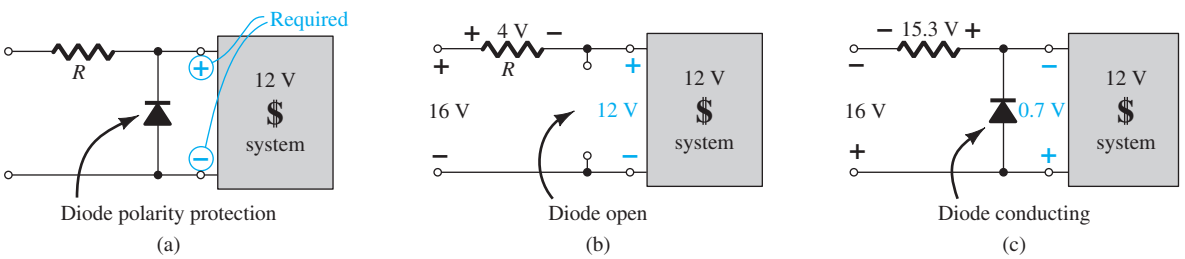 Required
+
R
12 V
$
system
−
Diode polarity protection
(a)
+ 4 V −
R
+
+
16 V
12 V
12 V
$
system
−
−
Diode open
(b)
− 15.3 V +
−
−
16 V
0.7 V
12 V
$
system
+
+
Diode conducting
(c)